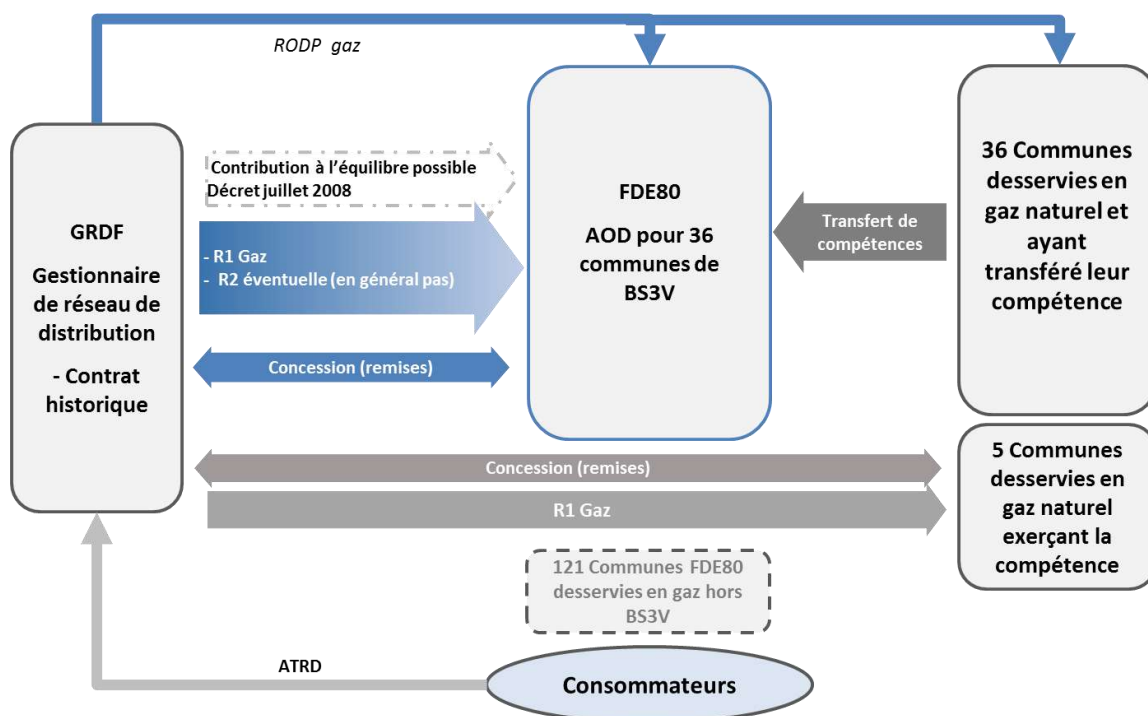 RODP gaz
GRDF
Gestionnaire
de réseau de
distribution
- Contrat
historique
Contribution à l'équilibre possible
Décret juillet 2008
- R1 Gaz
- R2 éventuelle (en général pas)
Concession (remises)
FDE80
AOD pour 36
communes de
BS3V
Transfert de
compétences
36 Communes
desservies en
gaz naturel et
ayant
transféré leur
compétence
Concession (remises)
R1 Gaz
5 Communes
desservies en
gaz naturel
exerçant la
compétence
121 Communes FDE80
desservies en gaz hors
BS3V
ATRD
Consommateurs